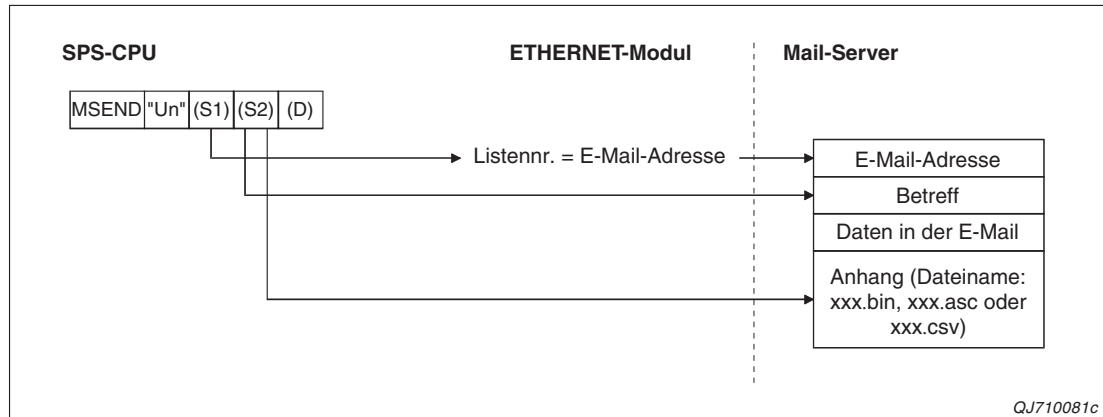 SPS-CPU
ETHERNET-Modul
Mail-Server
MSEND "Un" (S1) (S2) (D)
Listennr. = E-Mail-Adresse
E-Mail-Adresse
Betreff
Daten in der E-Mail
Anhang (Dateiname:
xxx.bin, xxx.asc oder
xxx.csv)
QJ710081c